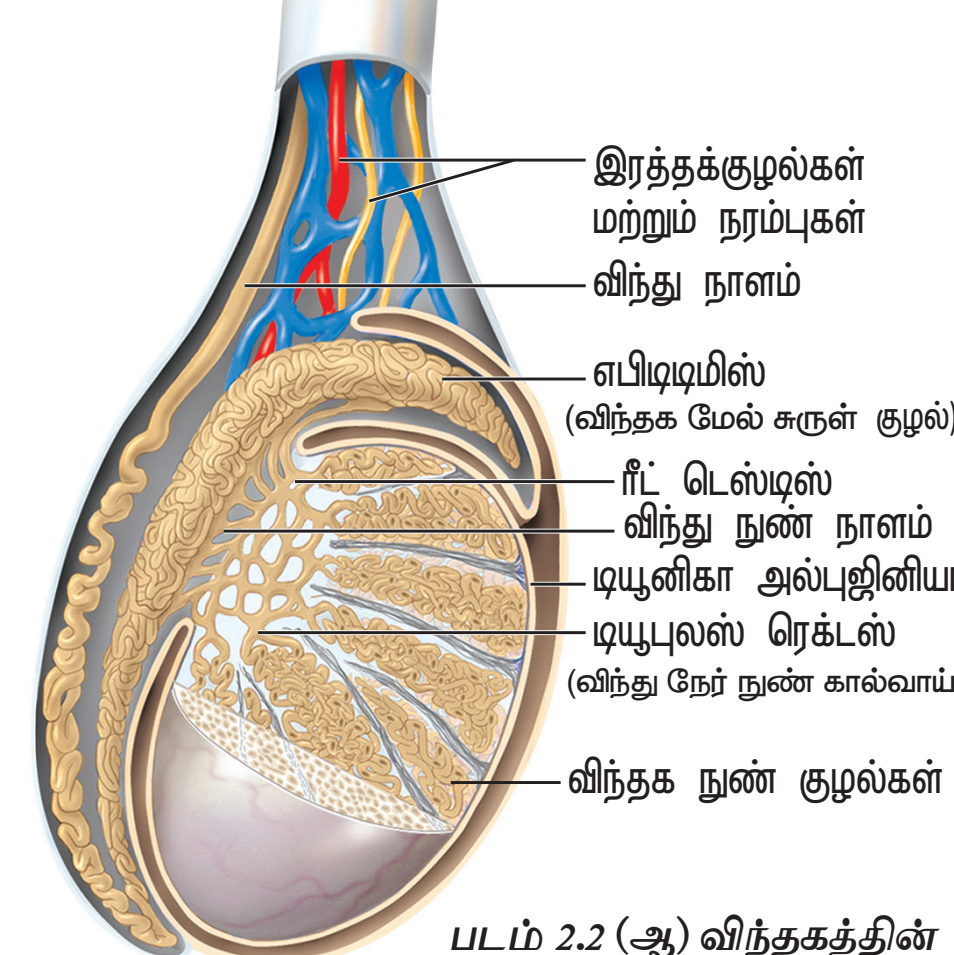 இரத்தக்குழல்கள்
மற்றும் நரம்புகள்
விந்து நாளம்
எபிடிடிமிஸ்
(விந்தக மேல் சுருள் குழல்)
ரீட் டெஸ்டிஸ்
விந்து நுண் நாளம்
டியூனிகா அல்புஜினியா
டியூபுலஸ் ரெக்டஸ்
(விந்து நேர் நுண் கால்வாய்
விந்தக நுண் குழல்கள்
படம் 2.2 (ஆ) விந்தகத்தின்